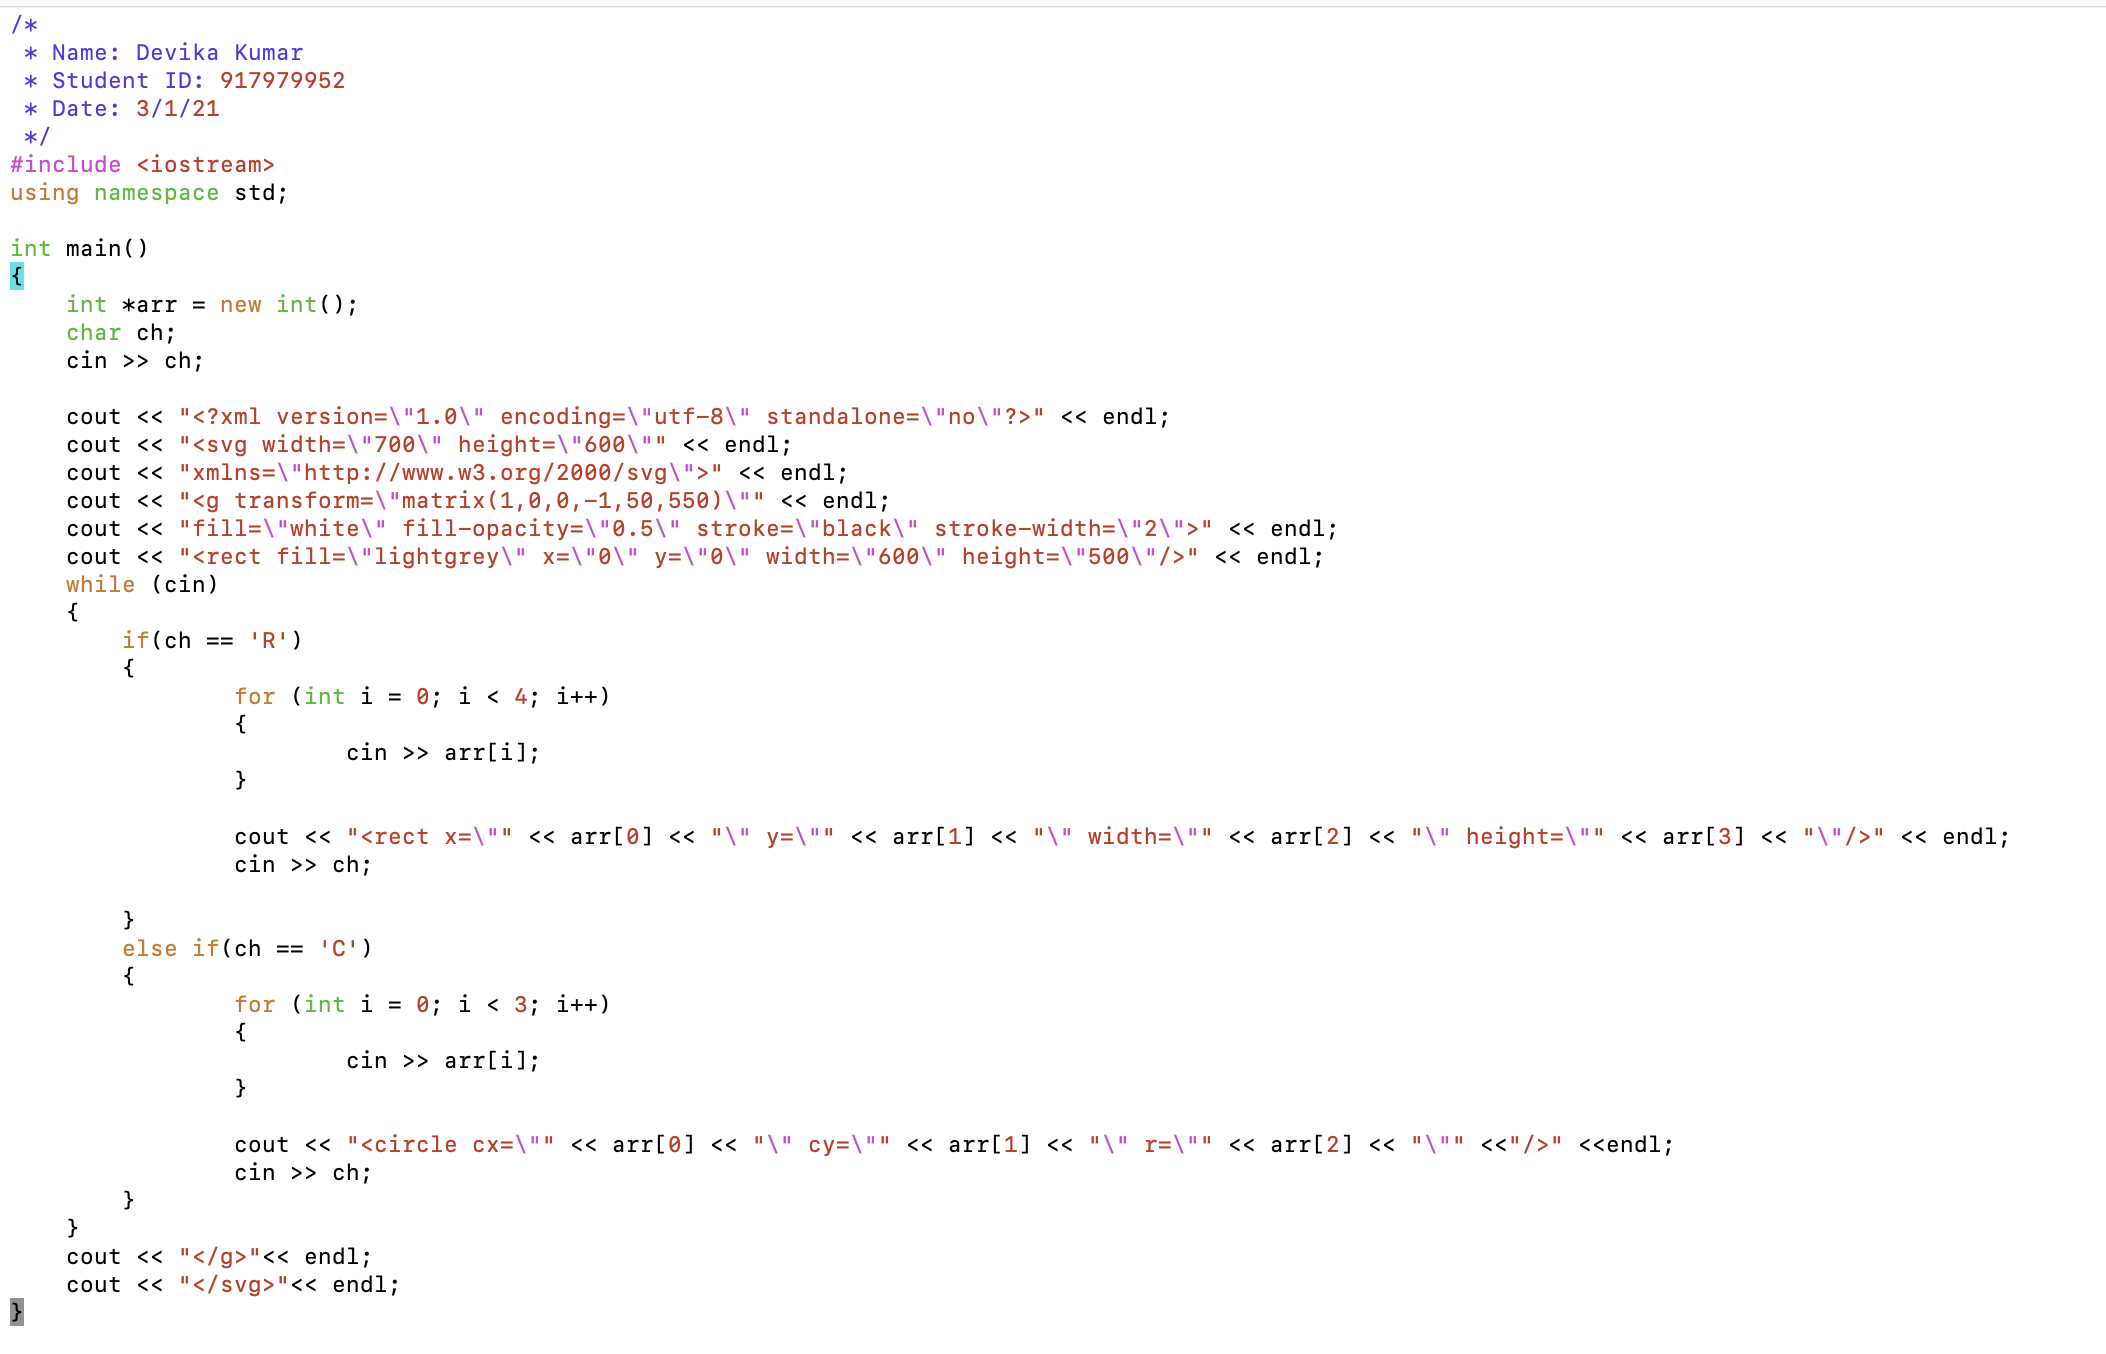 /*
 * Name: Devika Kumar
 * Student ID: 917979952
 * Date: 3/1/21
 */
#include <iostream>
using namespace std;

int main()
{
    int *arr = new int();
    char ch;
    cin >> ch;

    cout << "<?xml version=\"1.0\" encoding=\"utf-8\" standalone=\"no\"?>" << endl;
    cout << "<svg width=\"700\" height=\"600\"" << endl;
    cout << "xmlns=\"http://www.w3.org/2000/svg\">" << endl;
    cout << "<g transform=\"matrix(1,0,0,-1,50,550)\"" << endl;
    cout << "fill=\"white\" fill-opacity=\"0.5\" stroke=\"black\" stroke-width=\"2\">" << endl;
    cout << "<rect fill=\"lightgrey\" x=\"0\" y=\"0\" width=\"600\" height=\"500\"/>" << endl;
    while (cin)
    {
        if(ch == 'R')
        {
                for (int i = 0; i < 4; i++)
                {
                        cin >> arr[i];
                }

                cout << "<rect x=\"" << arr[0] << "\" y=\"" << arr[1] << "\" width=\"" << arr[2] << "\" height=\"" << arr[3] << "\"/>" << endl;
                cin >> ch;

        }
        else if(ch == 'C')
        {
                for (int i = 0; i < 3; i++)
                {
                        cin >> arr[i];
                }

                cout << "<circle cx=\"" << arr[0] << "\" cy=\"" << arr[1] << "\" r=\"" << arr[2] << "\"" <<"/>" <<endl;
                cin >> ch;
        }
    }
    cout << "</g>"<< endl;
    cout << "</svg>"<< endl;
}